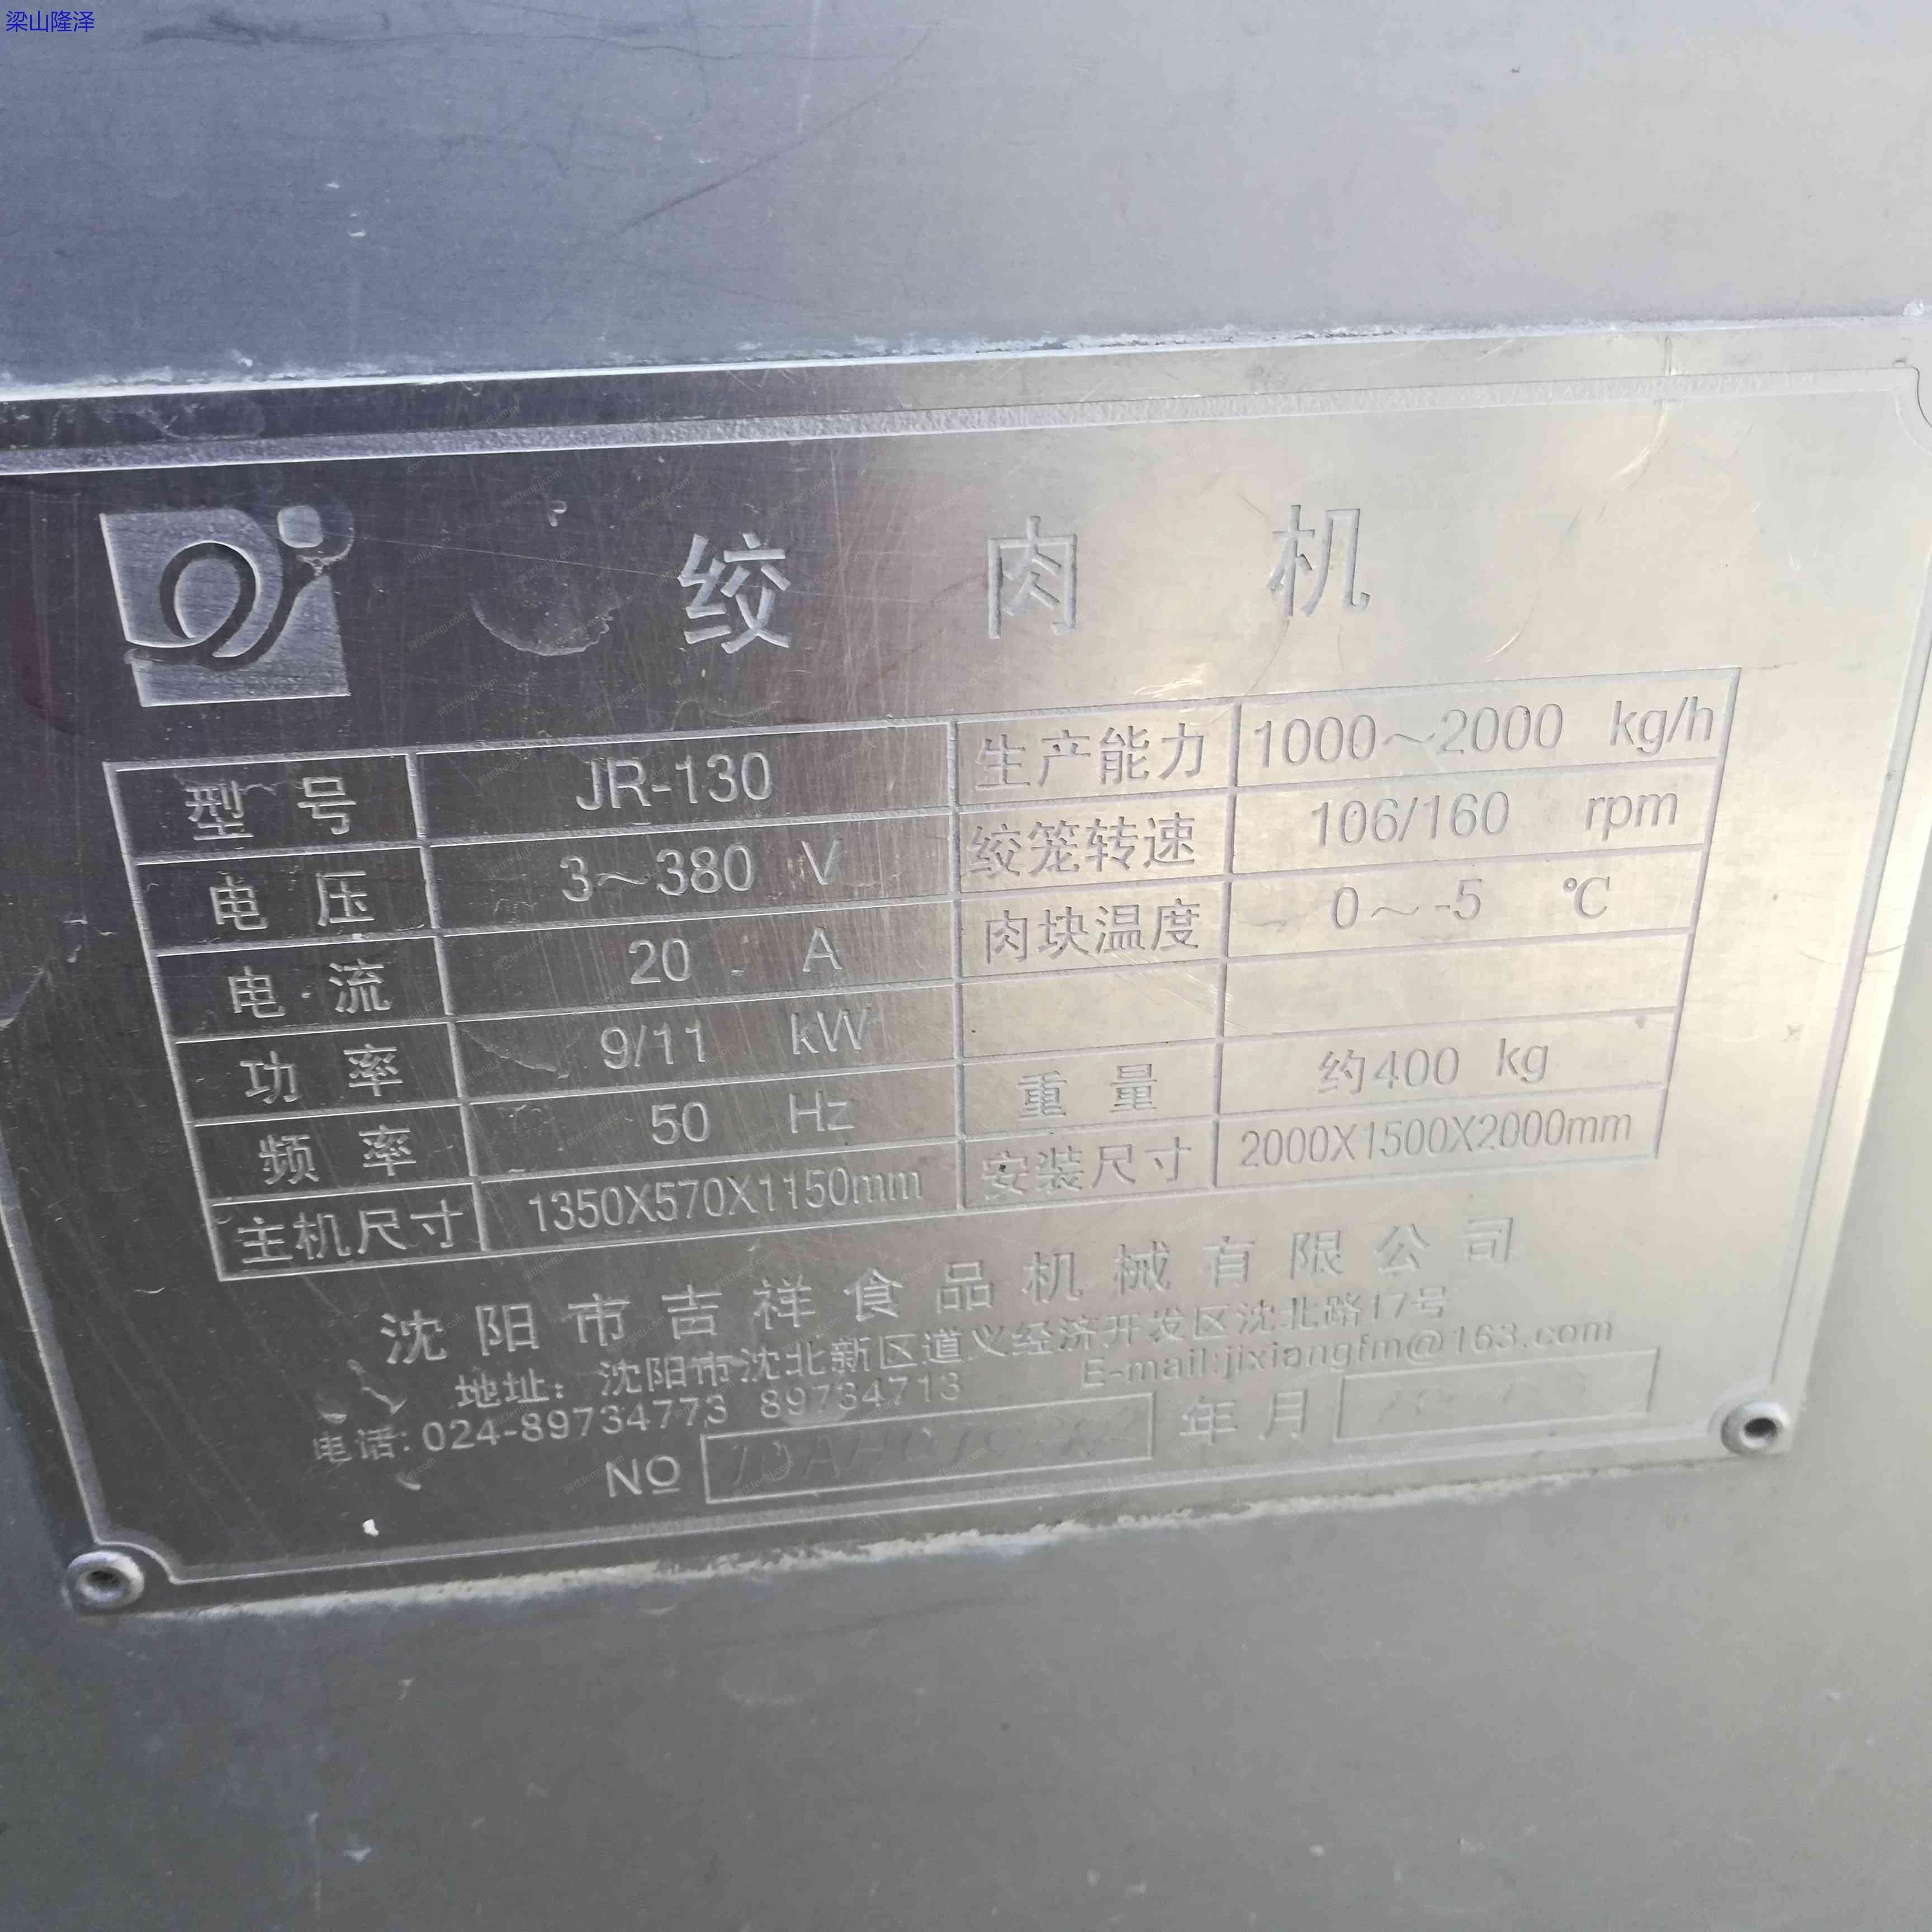 梁山隆泽
绞肉机
型号 JR-130 生产能力 1000～2000 kg/h
电压 3～380 V 绞笼转速 106/160 rpm
电流 20 A 肉块温度 0～-5 ℃
功率 9/11 kW
频率 50 Hz 重量 约400 kg
主机尺寸 1350X570X1150mm 安装尺寸 2000X1500X2000mm
沈阳市吉祥食品机械有限公司
地址：沈阳市沈北新区道义经济开发区沈北路17号
电话:024-89734773 89734713 E-mail:jixiangfm@163.com
NO 年月